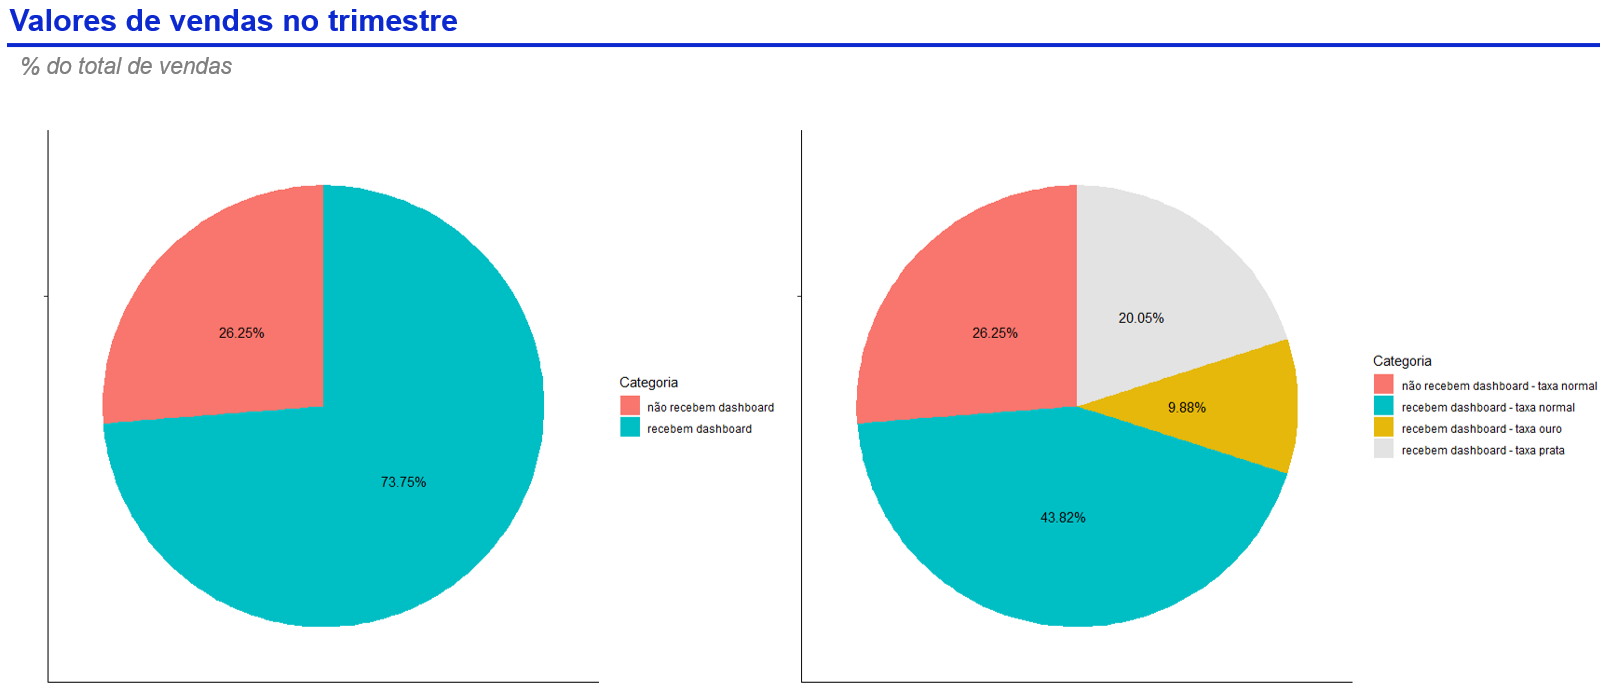 Valores de vendas no trimestre
% do total de vendas
26.25%
73.75%
Categoria
não recebem dashboard
recebem dashboard
20.05%
26.25%
9.88%
43.82%
Categoria
não recebem dashboard - taxa normal
recebem dashboard - taxa normal
recebem dashboard - taxa ouro
recebem dashboard - taxa prata